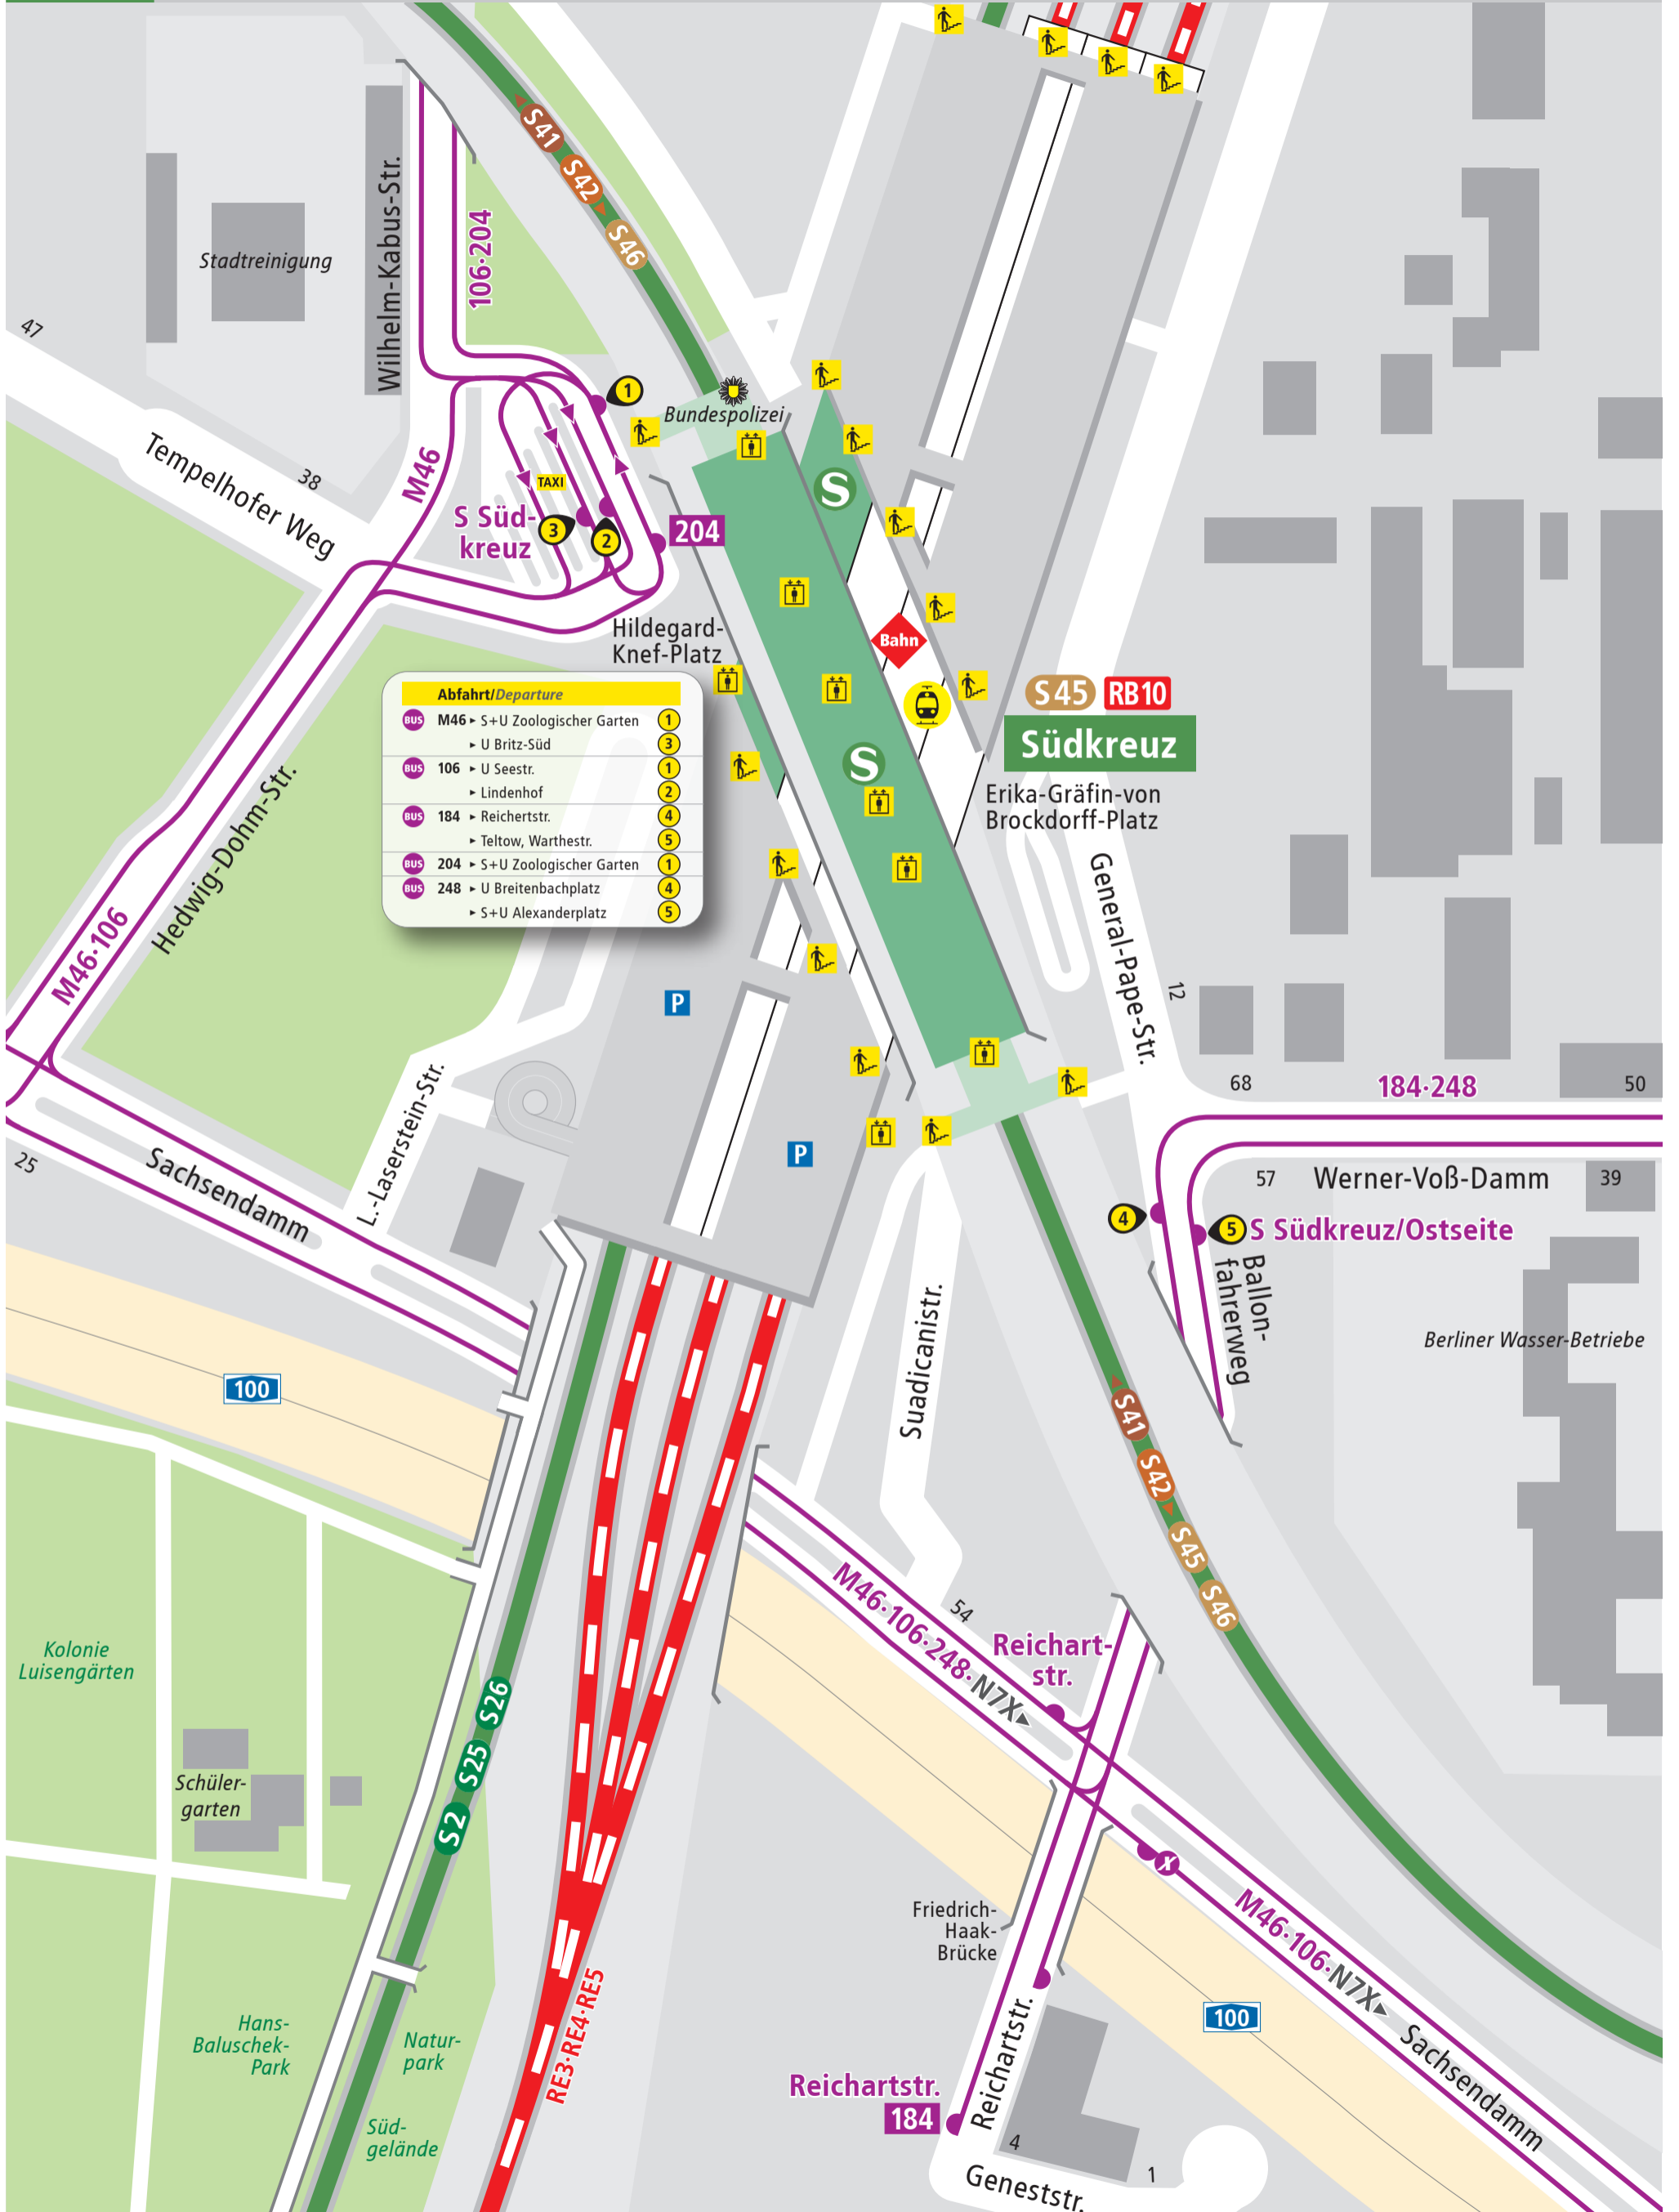 S41
S42
S46
Wilhelm-Kabus-Str.
106·204
Stadtreinigung
47
1
Bundespolizei
Tempelhofer Weg
38
M46
TAXI
S
S Süd-
kreuz
3
2
204
Hildegard-
Knef-Platz
Bahn
S45 RB10
Südkreuz
S
Erika-Gräfin-von
Brockdorff-Platz
Abfahrt/Departure
BUS M46 ▸ S+U Zoologischer Garten 1
▸ U Britz-Süd 3
BUS 106 ▸ U Seestr. 1
▸ Lindenhof 2
BUS 184 ▸ Reichertstr. 4
▸ Teltow, Warthestr. 5
BUS 204 ▸ S+U Zoologischer Garten 1
BUS 248 ▸ U Breitenbachplatz 4
▸ S+U Alexanderplatz 5
Hedwig-Dohm-Str.
M46·106
General-Pape-Str.
12
P
68
184·248
50
L.-Laserstein-Str.
P
25
Sachsendamm
57
Werner-Voß-Damm
39
4
5
S Südkreuz/Ostseite
Ballon-
fahrerweg
Suadicanistr.
Berliner Wasser-Betriebe
100
S41
S42
S45
S46
M46·106·248·N7X
54
Reichart-
str.
Kolonie
Luisengärten
S26
S25
S2
Schüler-
garten
X
M46·106·N7X
Friedrich-
Haak-
Brücke
RE3·RE4·RE5
Hans-
Baluschek-
Park
Natur-
park
100
Sachsendamm
Reichartstr.
Reichartstr.
184
Süd-
gelände
4
1
Geneststr.